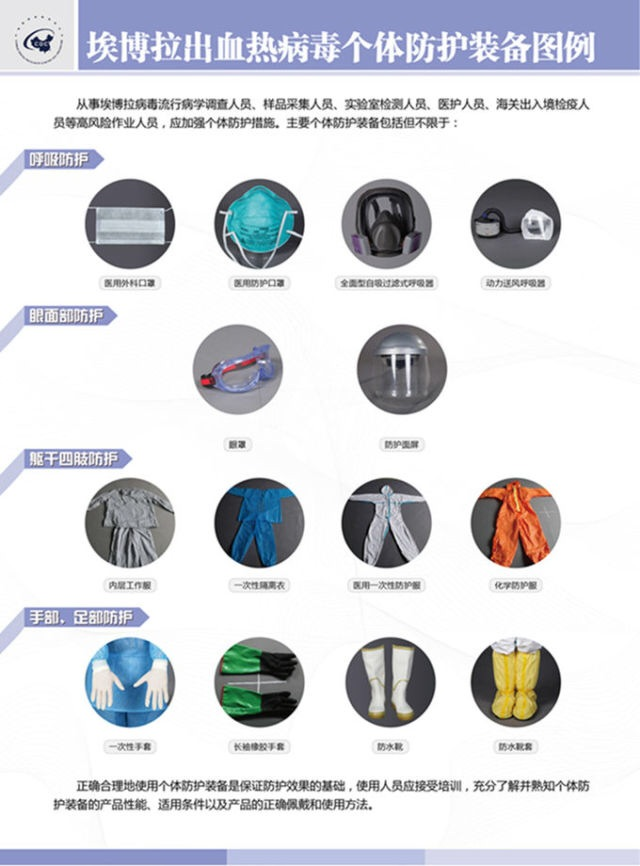 CDC
埃博拉出血热病毒个体防护装备图例
从事埃博拉病毒流行病学调查人员、样品采集人员、实验室检测人员、医护人员、海关出入境检疫人
员等高风险作业人员，应加强个体防护措施。主要个体防护装备包括但不限于：
呼吸防护
医用外科口罩 医用防护口罩 全面型自吸过滤式呼吸器 动力送风呼吸器
眼面部防护
眼罩 防护面屏
躯干四肢防护
内层工作服 一次性隔离衣 医用一次性防护服 化学防护服
手部、足部防护
一次性手套 长袖橡胶手套 防水靴 防水靴套
正确合理地使用个体防护装备是保证防护效果的基础，使用人员应接受培训，充分了解并熟知个体防
护装备的产品性能、适用条件以及产品的正确佩戴和使用方法。